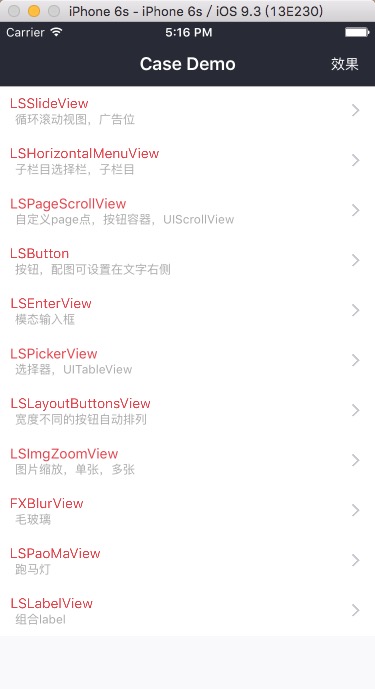 iPhone 6s - iPhone 6s / iOS 9.3 (13E230)
Carrier 5:16 PM
Case Demo 效果
LSSlideView
循环滚动视图，广告位
LSHorizontalMenuView
子栏目选择栏，子栏目
LSPageScrollView
自定义page点，按钮容器，UIScrollView
LSButton
按钮，配图可设置在文字右侧
LSEnterView
模态输入框
LSPickerView
选择器，UITableView
LSLayoutButtonsView
宽度不同的按钮自动排列
LSImgZoomView
图片缩放，单张，多张
FXBlurView
毛玻璃
LSPaoMaView
跑马灯
LSLabelView
组合label